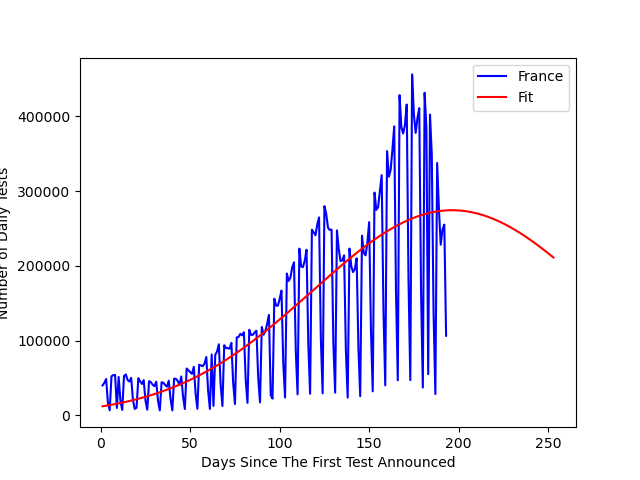 France
Fit
400000
300000
200000
100000
0
Number of Daily Tests
0 50 100 150 200 250
Days Since The First Test Announced